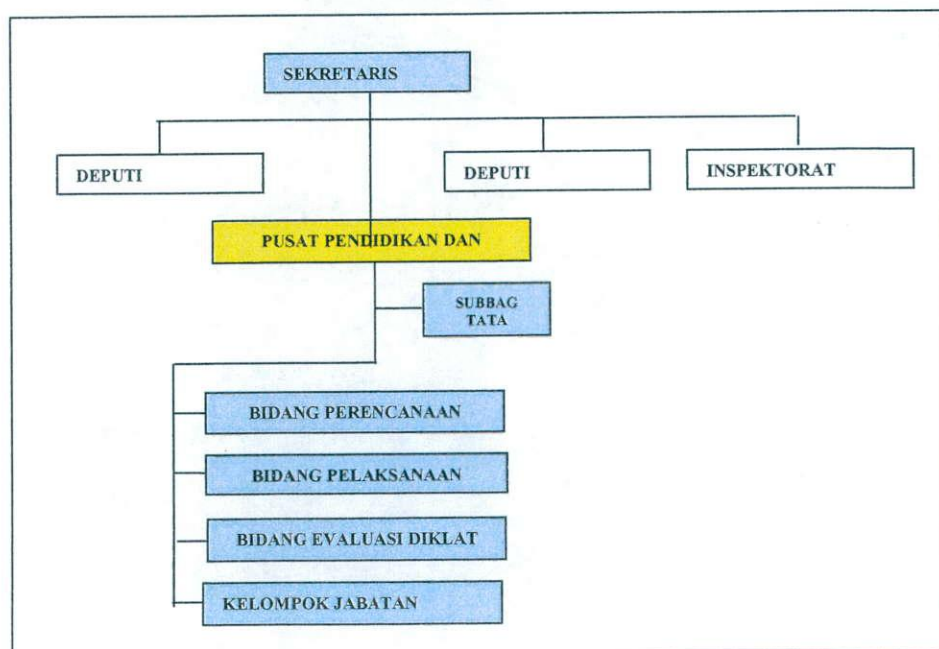 SEKRETARIS
DEPUTI
DEPUTI
INSPEKTORAT
PUSAT PENDIDIKAN DAN
SUBBAG
TATA
BIDANG PERENCANAAN
BIDANG PELAKSANAAN
BIDANG EVALUASI DIKLAT
KELOMPOK JABATAN